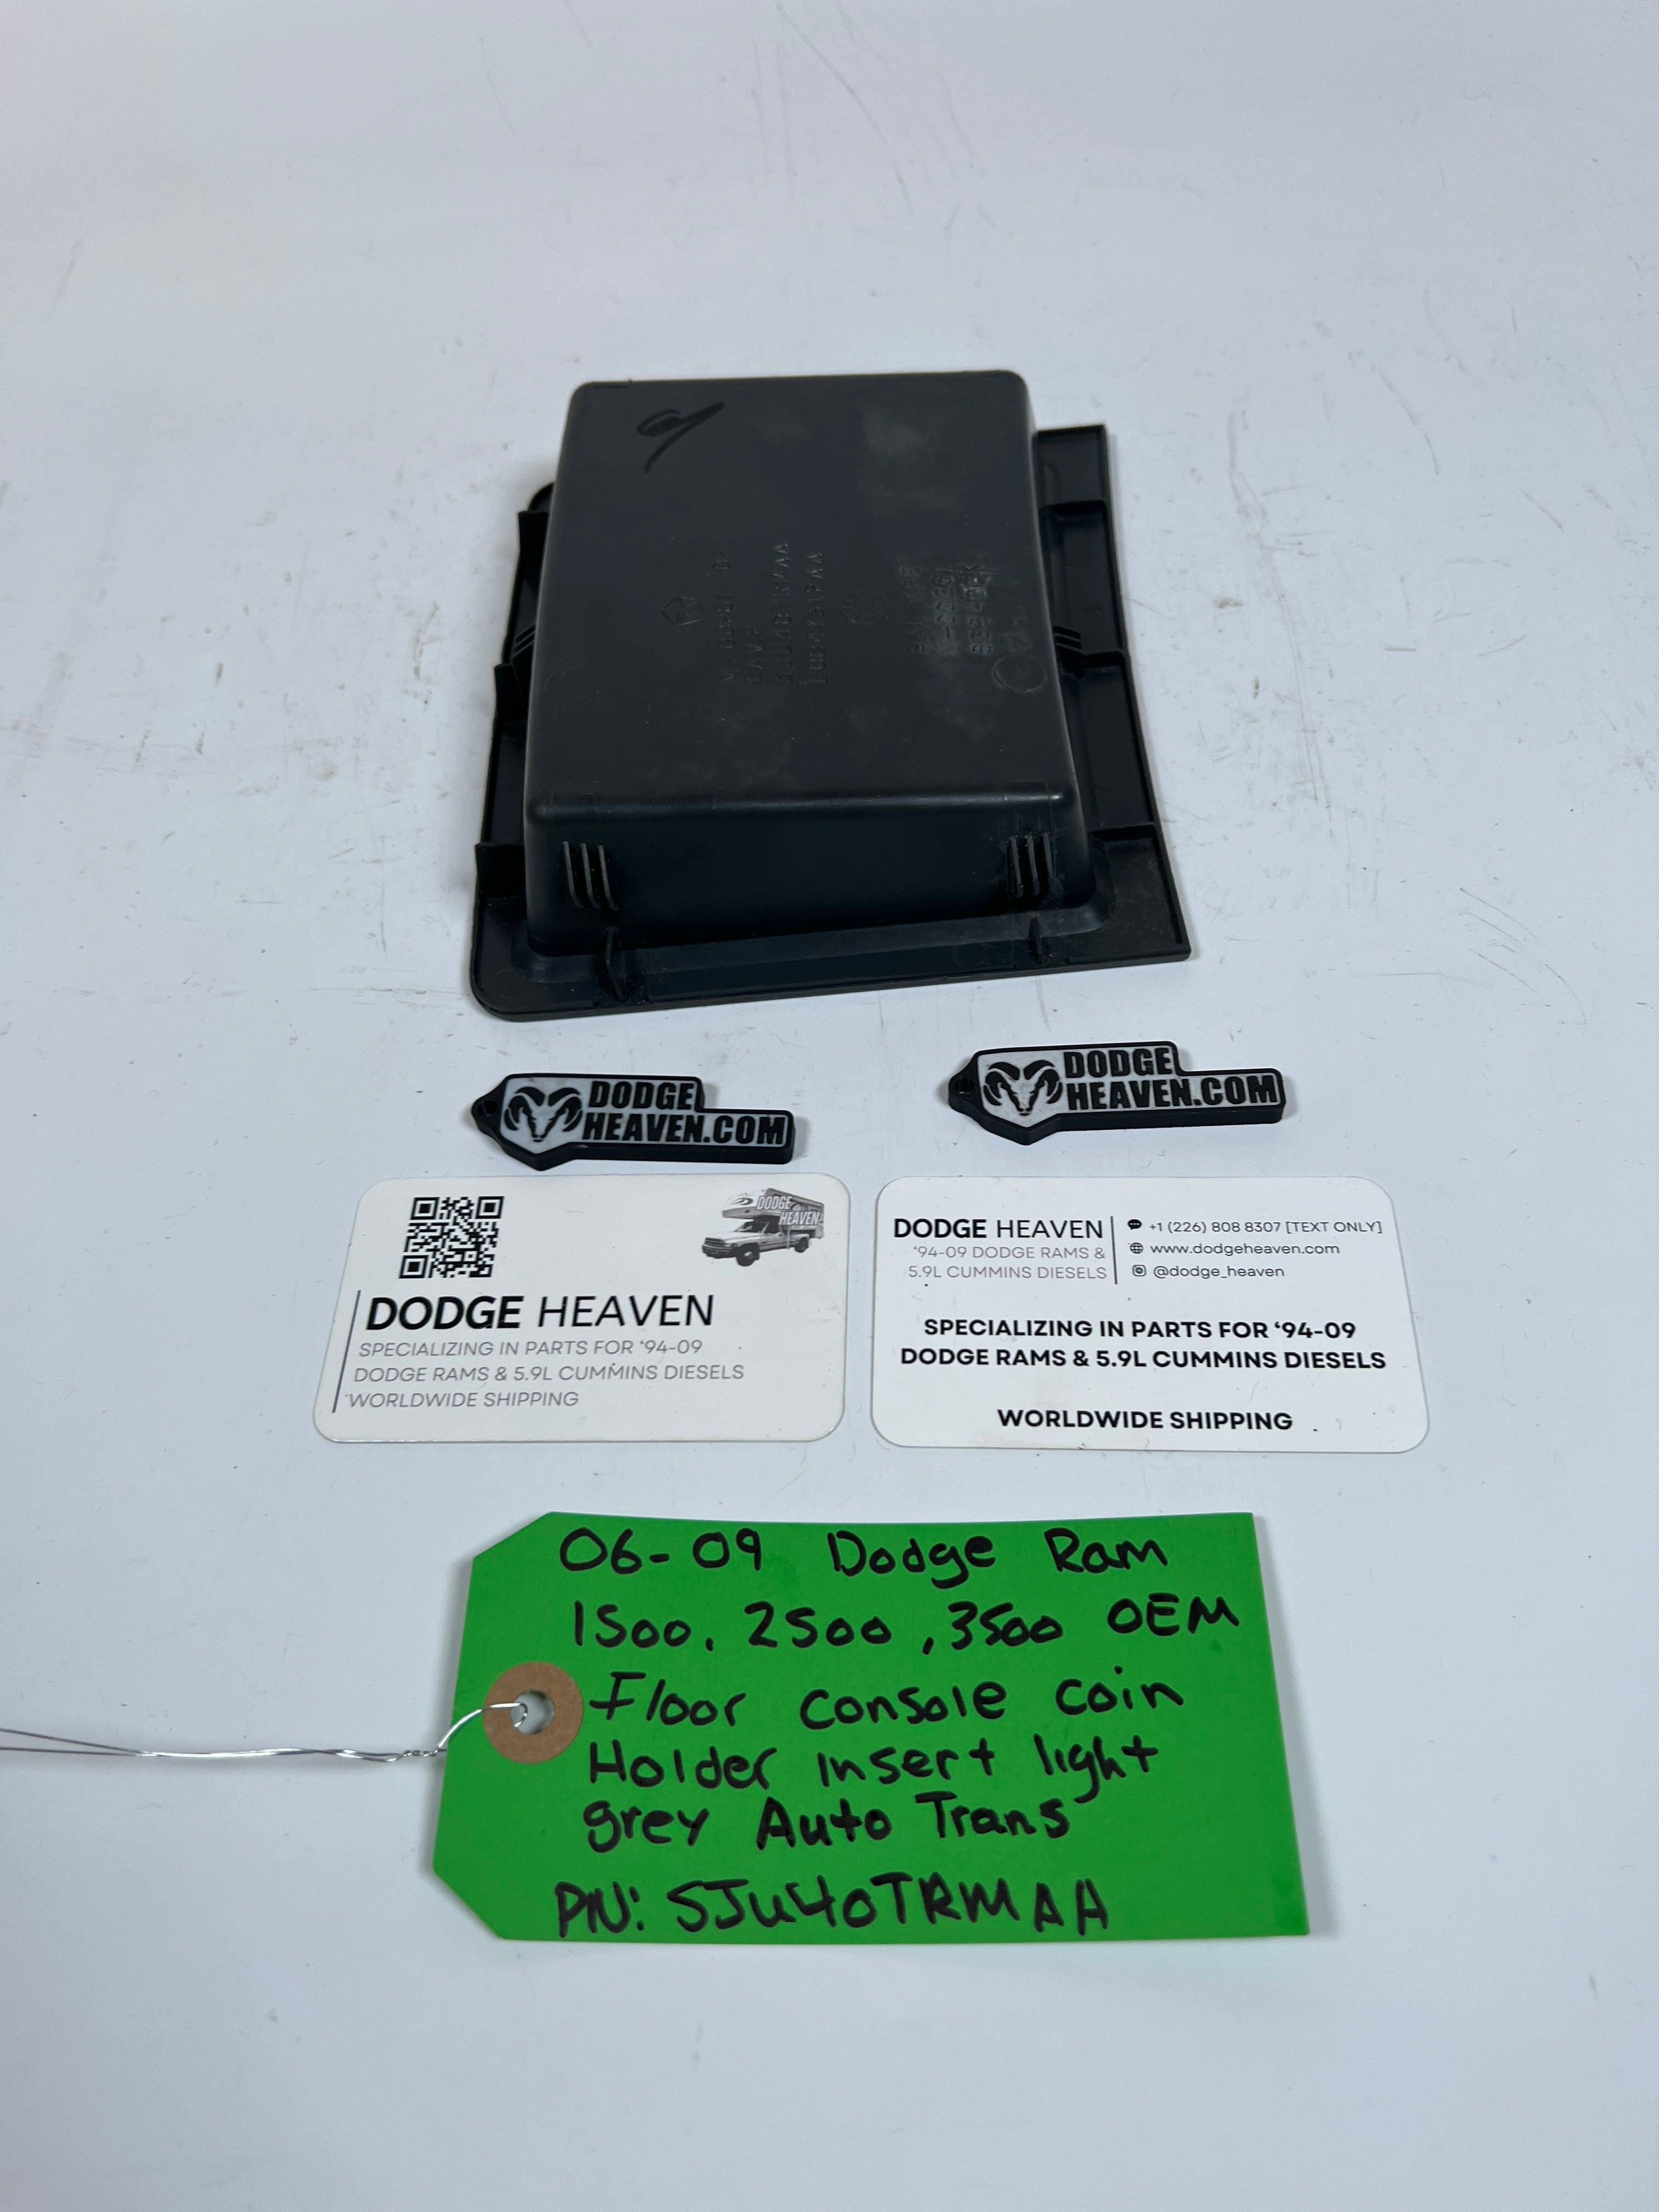 DODGE
HEAVEN.COM
DODGE
HEAVEN.COM
DODGE
HEAVEN
DODGE HEAVEN
SPECIALIZING IN PARTS FOR '94-09
DODGE RAMS & 5.9L CUMMINS DIESELS
WORLDWIDE SHIPPING
DODGE HEAVEN
'94-09 DODGE RAMS &
5.9L CUMMINS DIESELS
+1 (226) 808 8307 [TEXT ONLY]
www.dodgeheaven.com
@dodge_heaven
SPECIALIZING IN PARTS FOR '94-09
DODGE RAMS & 5.9L CUMMINS DIESELS
WORLDWIDE SHIPPING
06-09 Dodge Ram
1500, 2500, 3500 OEM
Floor console coin
Holder insert light
grey Auto Trans
PN: 5JU40TRMAA